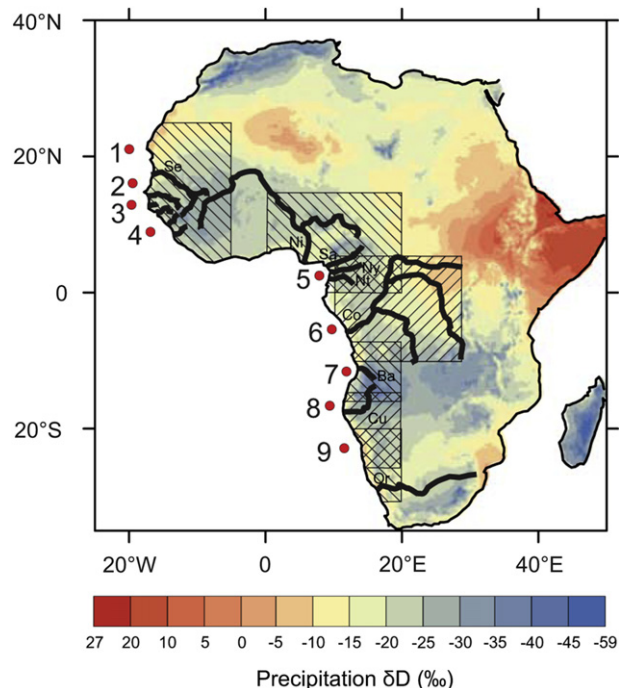 40°N
20°N
0
20°S
1
2
3
4
5
6
7
8
9
Se
Ni
Sa
Ny
Nt
Co
Ba
Cu
Or
20°W 0 20°E 40°E
27 20 10 5 0 -5 -10 -15 -20 -25 -30 -35 -40 -45 -59
Precipitation δD (‰)